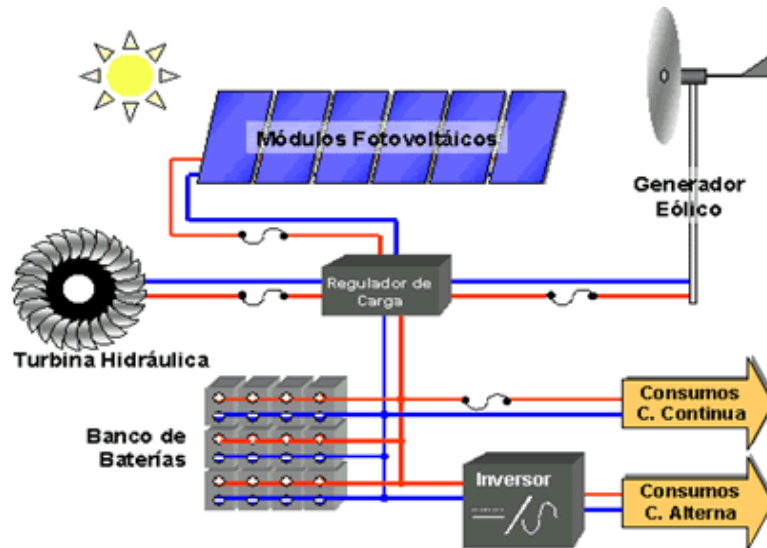 Módulos Fotovoltáicos
Generador
Eólico
Regulador de
Carga
Turbina Hidráulica
Banco de
Baterías
Consumos
C. Continua
Inversor
Consumos
C. Alterna